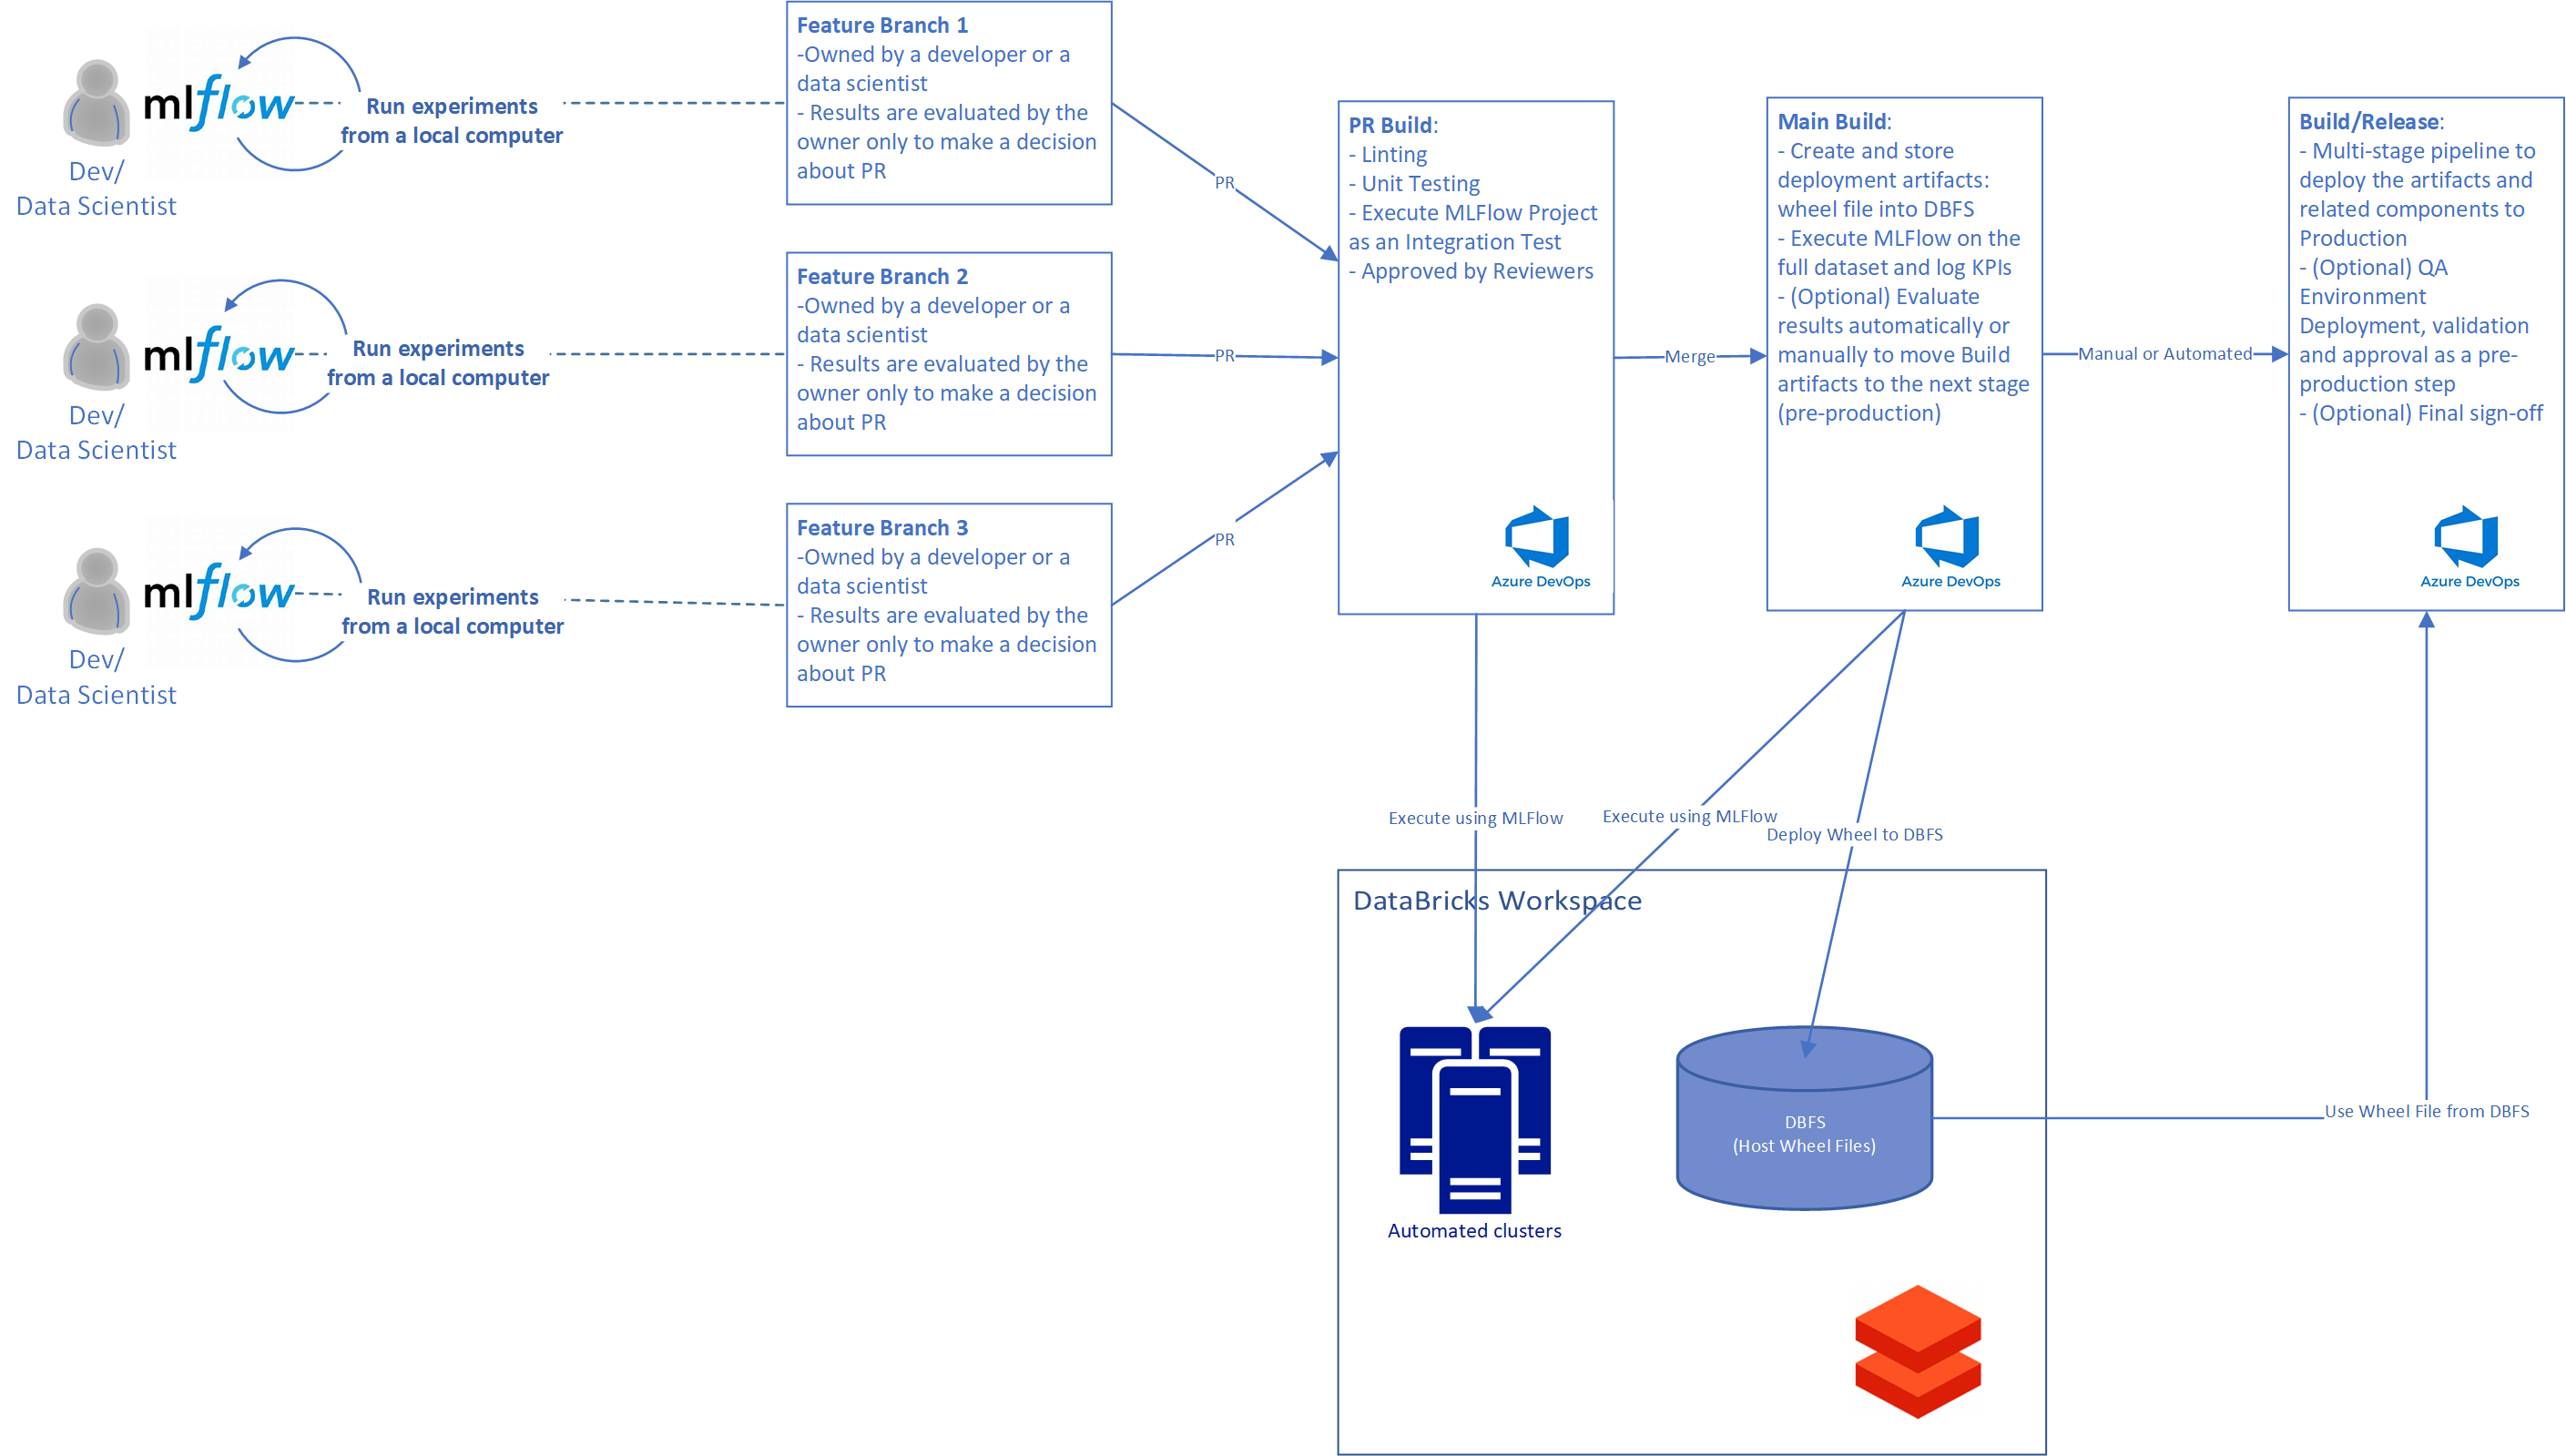 mlflow
Run experiments
from a local computer
Dev/
Data Scientist
Feature Branch 1
-Owned by a developer or a
data scientist
- Results are evaluated by the
owner only to make a decision
about PR
PR
mlflow
Run experiments
from a local computer
Dev/
Data Scientist
Feature Branch 2
-Owned by a developer or a
data scientist
- Results are evaluated by the
owner only to make a decision
about PR
PR
mlflow
Run experiments
from a local computer
Dev/
Data Scientist
Feature Branch 3
-Owned by a developer or a
data scientist
- Results are evaluated by the
owner only to make a decision
about PR
PR
PR Build:
- Linting
- Unit Testing
- Execute MLFlow Project
as an Integration Test
- Approved by Reviewers
Azure DevOps
Merge
Main Build:
- Create and store
deployment artifacts:
wheel file into DBFS
- Execute MLFlow on the
full dataset and log KPIs
- (Optional) Evaluate
results automatically or
manually to move Build
artifacts to the next stage
(pre-production)
Azure DevOps
Manual or Automated
Build/Release:
- Multi-stage pipeline to
deploy the artifacts and
related components to
Production
- (Optional) QA
Environment
Deployment, validation
and approval as a pre-
production step
- (Optional) Final sign-off
Azure DevOps
Execute using MLFlow
Execute using MLFlow
Deploy Wheel to DBFS
DataBricks Workspace
Automated clusters
DBFS
(Host Wheel Files)
Use Wheel File from DBFS